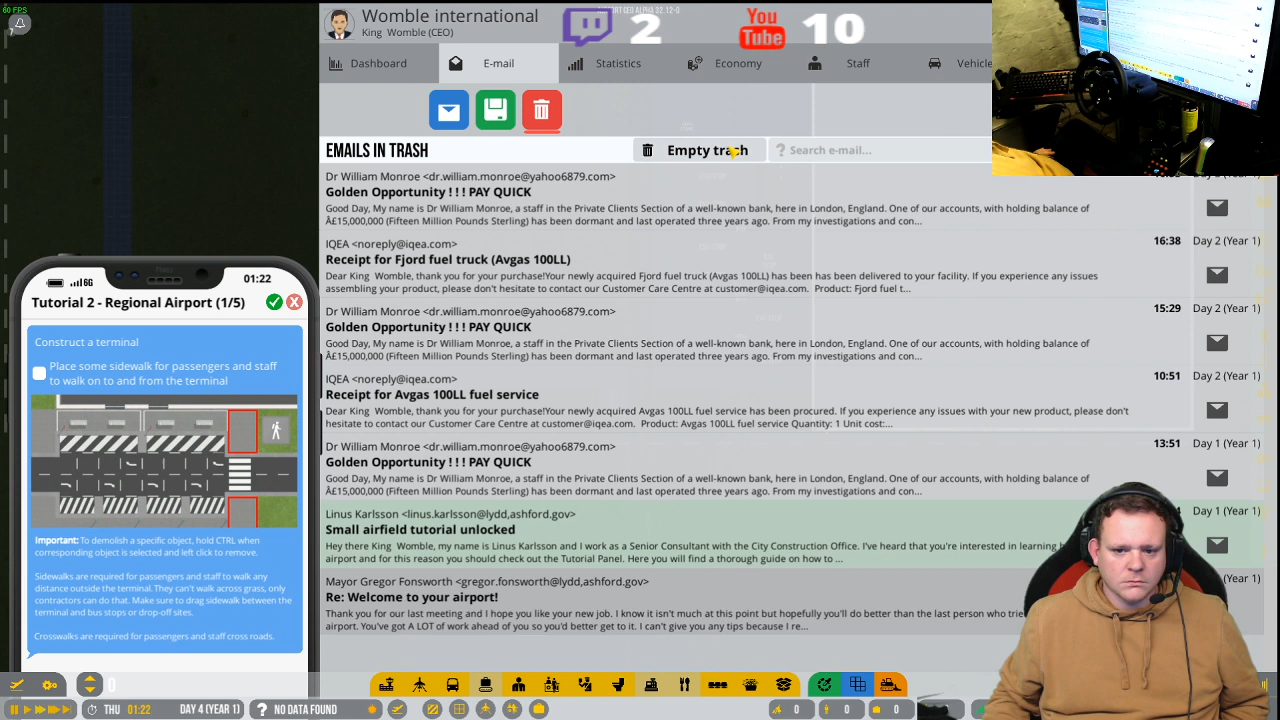 60 FPS
7
Womble international
King Womble (CEO)
2
You
Tube
10
Dashboard
E-mail
Statistics
Economy
Staff
Vehicle
EMAILS IN TRASH
Empty trash
? Search e-mail...
Dr William Monroe <dr.william.monroe@yahoo6879.com>
Golden Opportunity ! ! ! PAY QUICK
Good Day, My name is Dr William Monroe, a staff in the Private Clients Section of a well-known bank, here in London, England. One of our accounts, with holding balance of
Â£15,000,000 (Fifteen Million Pounds Sterling) has been dormant and last operated three years ago. From my investigations and con...
IQEA <noreply@iqea.com>
16:38 Day 2 (Year 1)
Receipt for Fjord fuel truck (Avgas 100LL)
Dear King Womble, thank you for your purchase!Your newly acquired Fjord fuel truck (Avgas 100LL) has been has been delivered to your facility. If you experience any issues
assembling your product, please don't hesitate to contact our Customer Care Centre at customer@iqea.com. Product: Fjord fuel t...
Dr William Monroe <dr.william.monroe@yahoo6879.com>
15:29 Day 2 (Year 1)
Golden Opportunity ! ! ! PAY QUICK
Good Day, My name is Dr William Monroe, a staff in the Private Clients Section of a well-known bank, here in London, England. One of our accounts, with holding balance of
Â£15,000,000 (Fifteen Million Pounds Sterling) has been dormant and last operated three years ago. From my investigations and con...
IQEA <noreply@iqea.com>
10:51 Day 2 (Year 1)
Receipt for Avgas 100LL fuel service
Dear King Womble, thank you for your purchase!Your newly acquired Avgas 100LL fuel service has been procured. If you experience any issues with your new product, please don't
hesitate to contact our Customer Care Centre at customer@iqea.com. Product: Avgas 100LL fuel service Quantity: 1 Unit cost:...
Dr William Monroe <dr.william.monroe@yahoo6879.com>
13:51 Day 1 (Year 1)
Golden Opportunity ! ! ! PAY QUICK
Good Day, My name is Dr William Monroe, a staff in the Private Clients Section of a well-known bank, here in London, England. One of our accounts, with holding balance of
Â£15,000,000 (Fifteen Million Pounds Sterling) has been dormant and last operated three years ago. From my investigations and con...
Linus Karlsson <linus.karlsson@lydd,ashford.gov>
Day 1 (Year 1)
Small airfield tutorial unlocked
Hey there King Womble, my name is Linus Karlsson and I work as a Senior Consultant with the City Construction Office. I've heard that you're interested in learning
airport and for this reason you should check out the Tutorial Panel. Here you will find a thorough guide on how to ...
Mayor Gregor Fonsworth <gregor.fonsworth@lydd,ashford.gov>
(Year 1)
Re: Welcome to your airport!
Thank you for our last meeting and I hope you like your new job. I know it isn't much at this point but hopefully you'll do better than the last person who
airport. You've got A LOT of work ahead of you so you'd better get to it. I can't give you any tips because I re...
6G
01:22
Tutorial 2 - Regional Airport (1/5)
Construct a terminal
Place some sidewalk for passengers and staff
to walk on to and from the terminal
Important: To demolish a specific object, hold CTRL when
corresponding object is selected and left click to remove.
Sidewalks are required for passengers and staff to walk any
distance outside the terminal. They can't walk across grass, only
contractors can do that. Make sure to drag sidewalk between the
terminal and bus stops or drop-off sites.
Crosswalks are required for passengers and staff cross roads.
0
THU 01:22 DAY 4 (YEAR 1) ? NO DATA FOUND
0
0
0